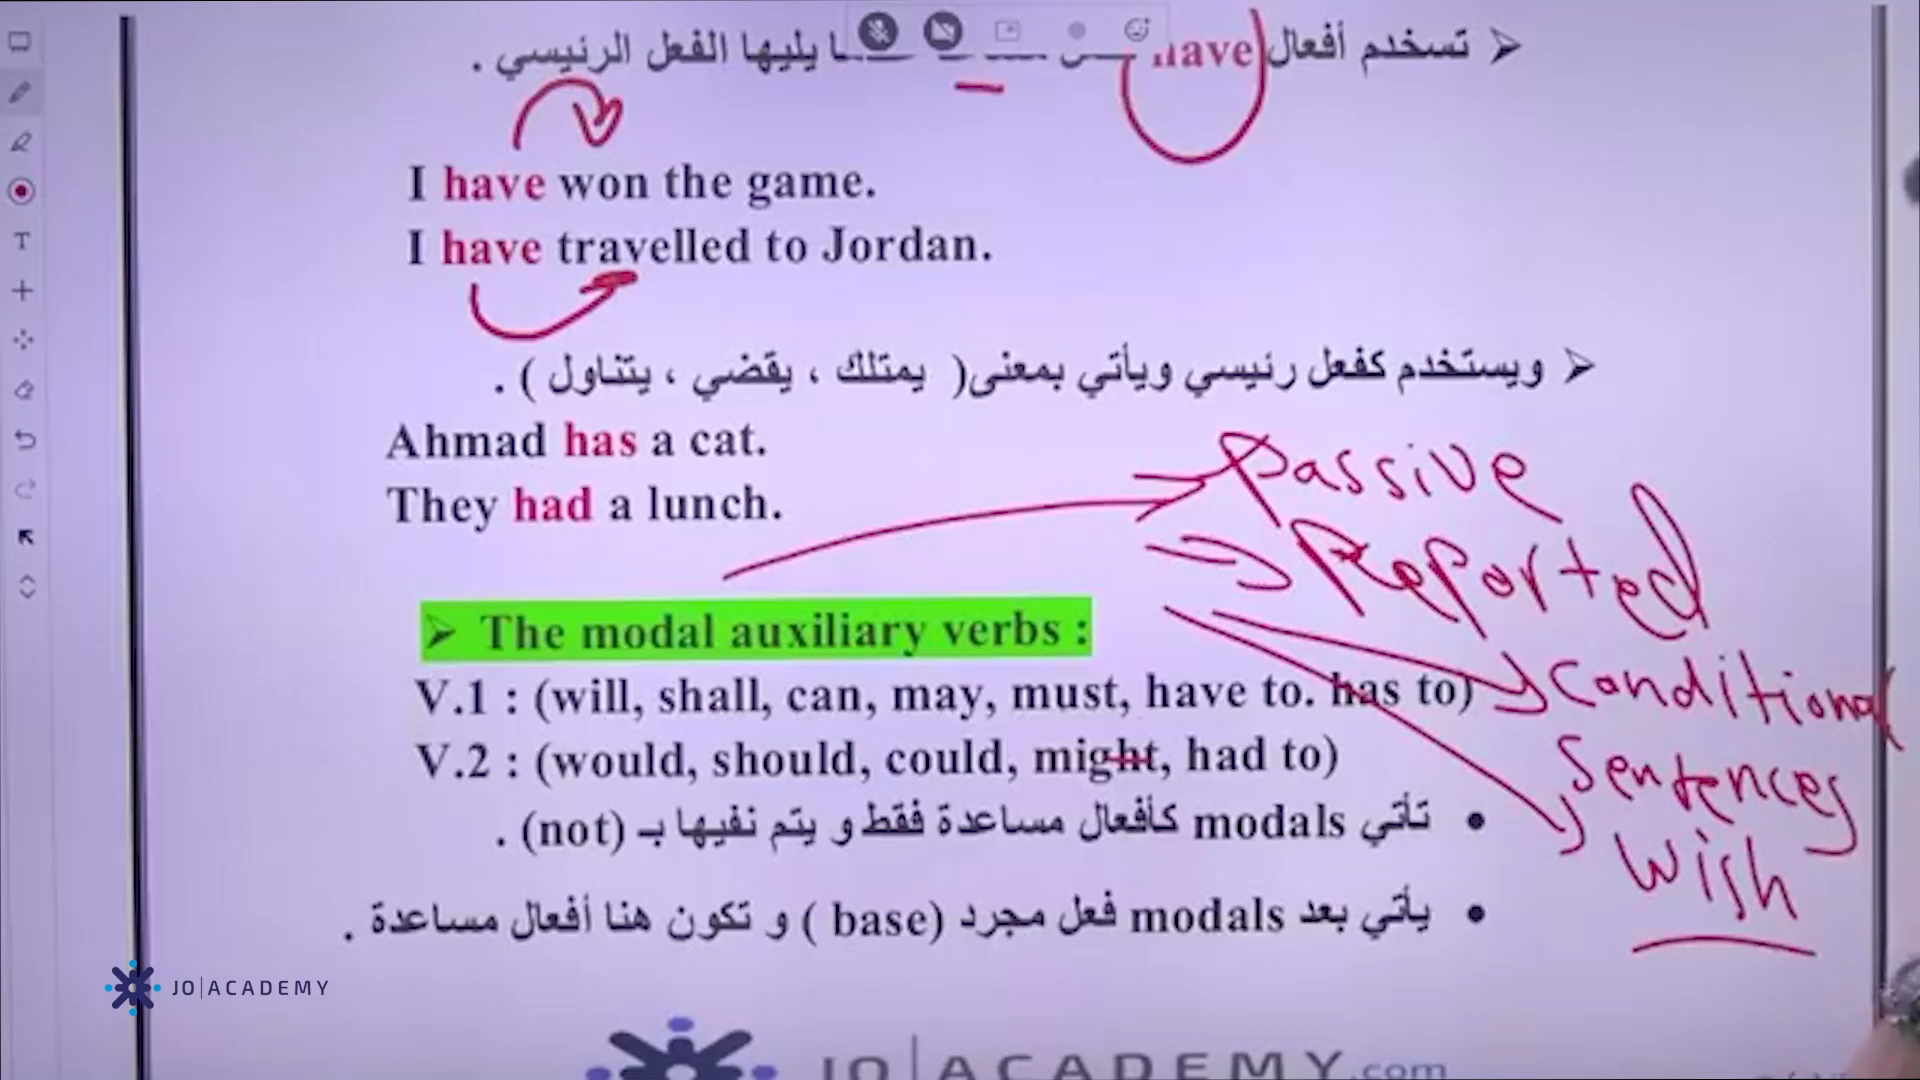 تسخدم أفعال have يليها الفعل الرئيسي .
I have won the game.
I have travelled to Jordan.
ويستخدم كفعل رئيسي ويأتي بمعنى( يمتلك ، يقضي ، يتناول ) .
Ahmad has a cat.
They had a lunch.
Passive
Reported
Conditional
Sentences
Wish
The modal auxiliary verbs :
V.1 : (will, shall, can, may, must, have to. has to)
V.2 : (would, should, could, might, had to)
تأتي modals كأفعال مساعدة فقط و يتم نفيها بـ (not) .
يأتي بعد modals فعل مجرد (base ) و تكون هنا أفعال مساعدة .
JO|ACADEMY
JO|ACADEMY.com